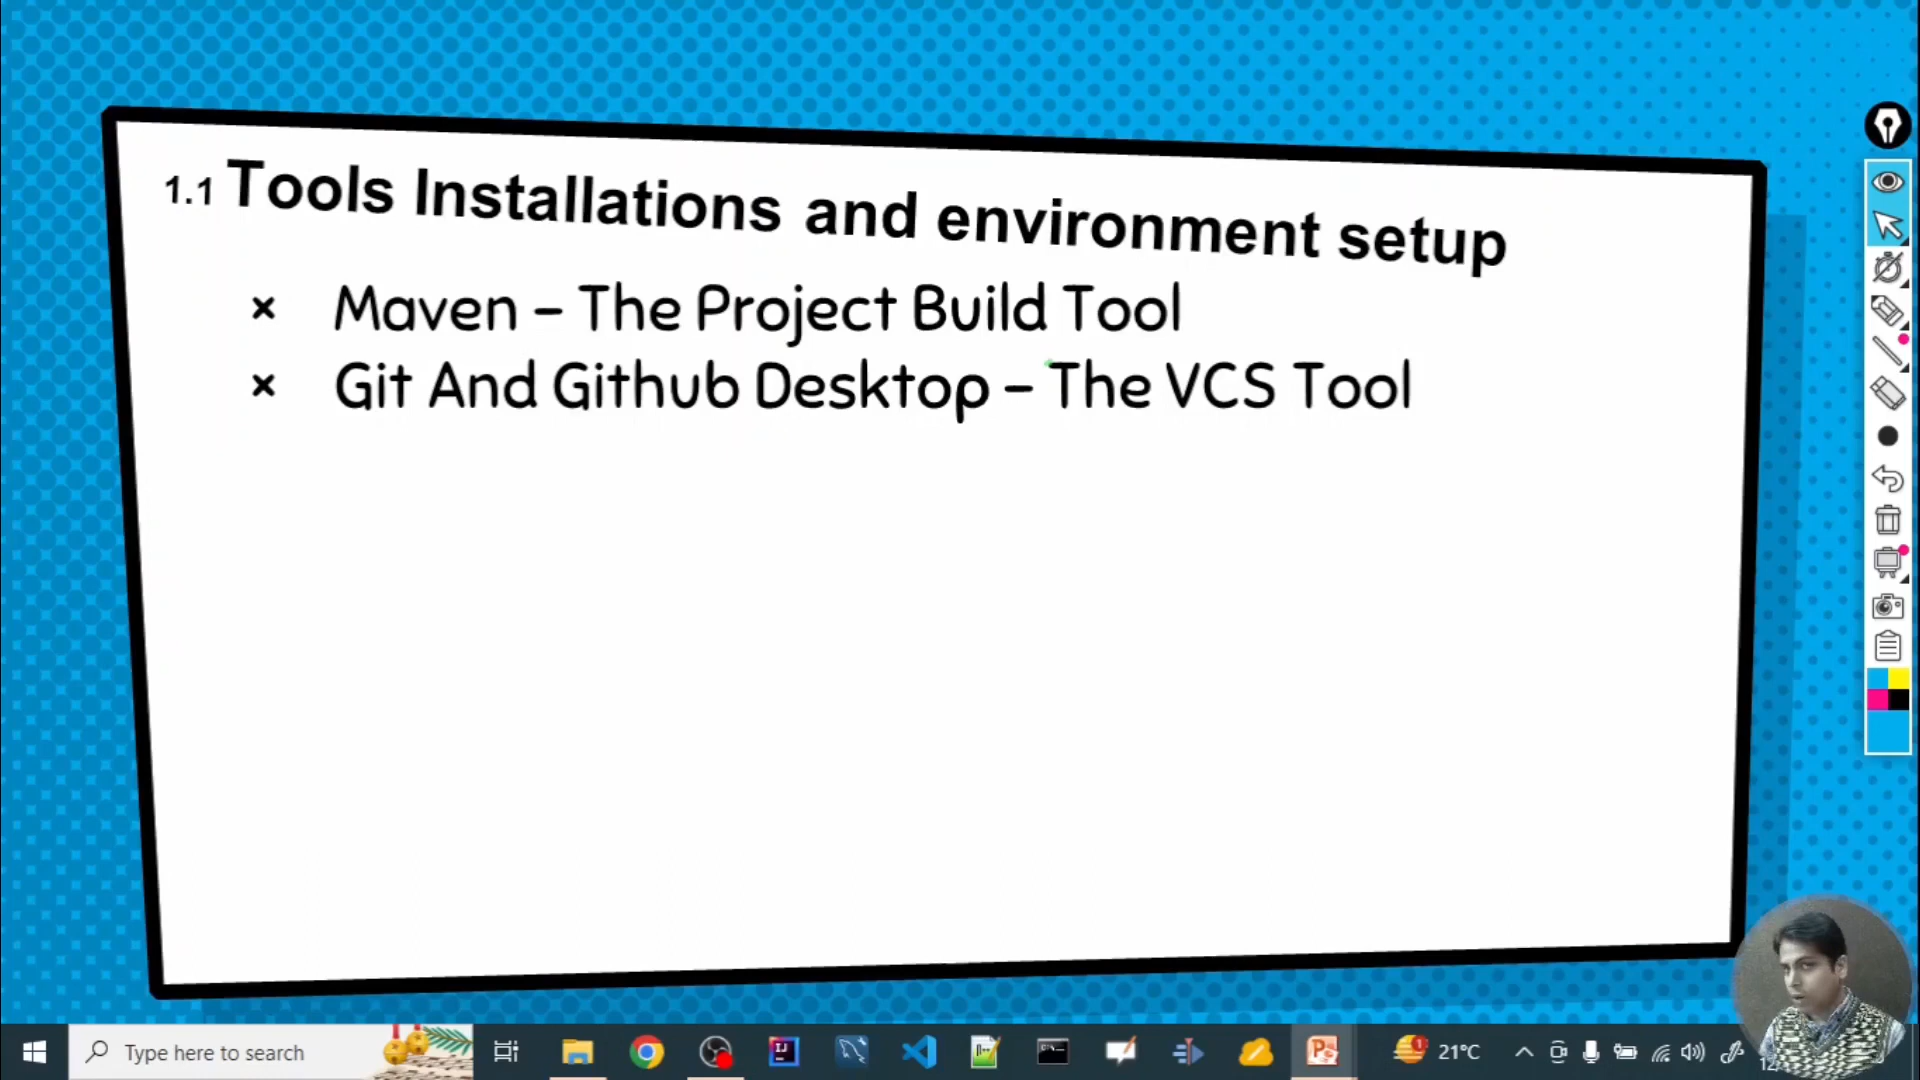 1.1 Tools Installations and environment setup
× Maven – The Project Build Tool
× Git And Github Desktop – The VCS Tool
Type here to search
21°C